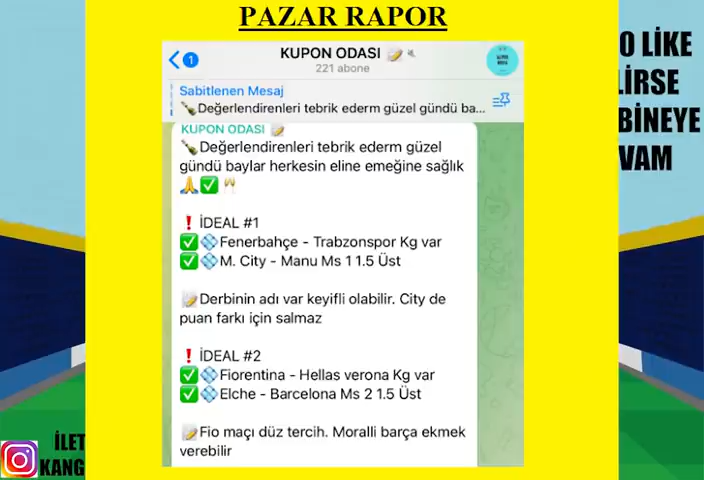 PAZAR RAPOR
1
KUPON ODASI 📝
221 abone
Sabitlenen Mesaj
🍾Değerlendirenleri tebrik ederm güzel gündü ba...
KUPON ODASI 📝
🍾Değerlendirenleri tebrik ederm güzel
gündü baylar herkesin eline emeğine sağlık
🙏✅🥂
❗İDEAL #1
✅💠Fenerbahçe - Trabzonspor Kg var
✅💠M. City - Manu Ms 1 1.5 Üst
📝Derbinin adı var keyifli olabilir. City de
puan farkı için salmaz
❗İDEAL #2
✅💠Fiorentina - Hellas verona Kg var
✅💠Elche - Barcelona Ms 2 1.5 Üst
📝Fio maçı düz tercih. Moralli barça ekmek
verebilir
O LİKE
LİRSE
BİNEYE
VAM
İLET
KANG